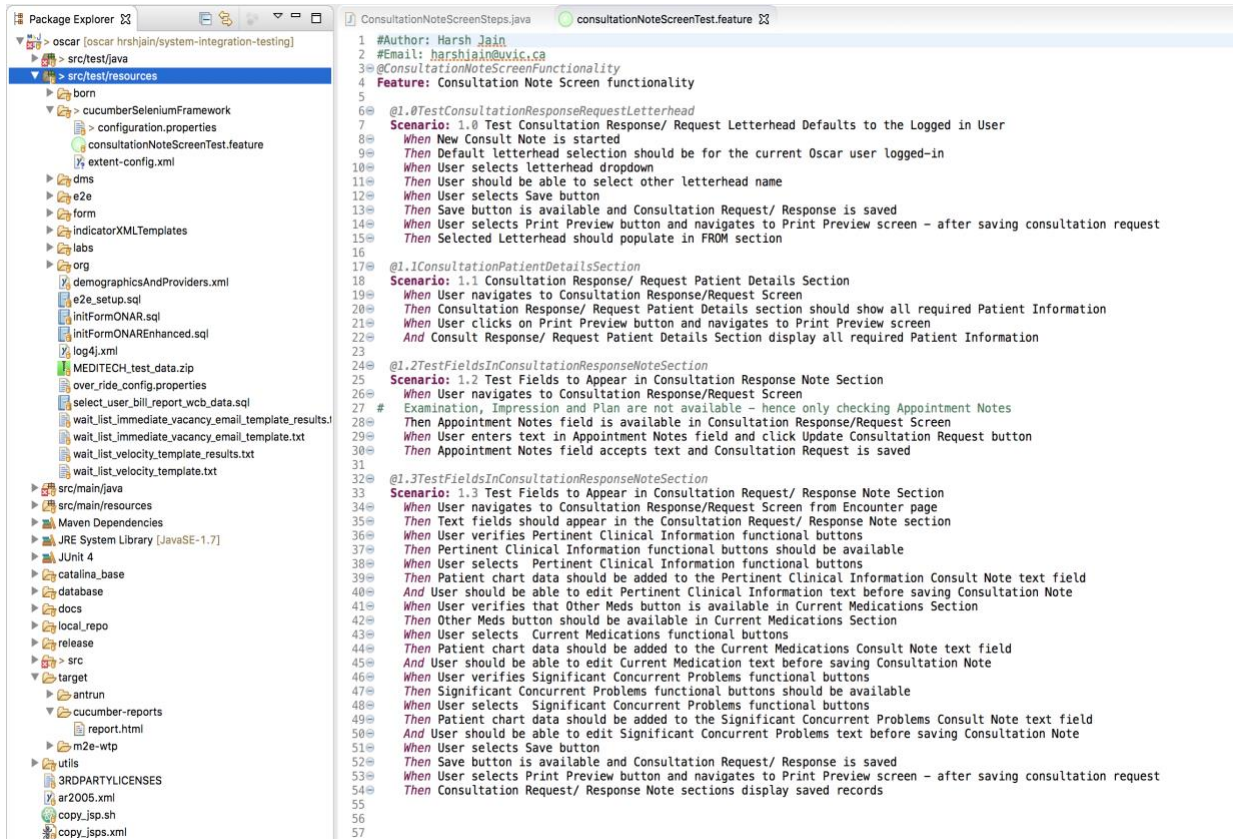 Package Explorer
> oscar [oscar hrshjain/system-integration-testing]
> src/test/java
> src/test/resources
born
> cucumberSeleniumFramework
> configuration.properties
consultationNoteScreenTest.feature
extent-config.xml
dms
e2e
form
indicatorXMLTemplates
labs
org
demographicsAndProviders.xml
e2e_setup.sql
initFormONAR.sql
initFormONAREnhanced.sql
log4j.xml
MEDITECH_test_data.zip
over_ride_config.properties
select_user_bill_report_wcb_data.sql
wait_list_immediate_vacancy_email_template_results.t
wait_list_immediate_vacancy_email_template.txt
wait_list_velocity_template_results.txt
wait_list_velocity_template.txt
src/main/java
src/main/resources
Maven Dependencies
JRE System Library [JavaSE-1.7]
JUnit 4
catalina_base
database
docs
local_repo
release
> src
target
antrun
cucumber-reports
report.html
m2e-wtp
utils
3RDPARTYLICENSES
ar2005.xml
copy_jsp.sh
copy_jsps.xml
ConsultationNoteScreenSteps.java
consultationNoteScreenTest.feature
1 #Author: Harsh Jain
2 #Email: harshjain@uvic.ca
3 @ConsultationNoteScreenFunctionality
4 Feature: Consultation Note Screen functionality
5
6 @1.0TestConsultationResponseRequestLetterhead
7 Scenario: 1.0 Test Consultation Response/ Request Letterhead Defaults to the Logged in User
8 When New Consult Note is started
9 Then Default letterhead selection should be for the current Oscar user logged-in
10 When User selects letterhead dropdown
11 Then User should be able to select other letterhead name
12 When User selects Save button
13 Then Save button is available and Consultation Request/ Response is saved
14 When User selects Print Preview button and navigates to Print Preview screen - after saving consultation request
15 Then Selected Letterhead should populate in FROM section
16
17 @1.1ConsultationPatientDetailsSection
18 Scenario: 1.1 Consultation Response/ Request Patient Details Section
19 When User navigates to Consultation Response/Request Screen
20 Then Consultation Response/ Request Patient Details section should show all required Patient Information
21 When User clicks on Print Preview button and navigates to Print Preview screen
22 And Consult Response/ Request Patient Details Section display all required Patient Information
23
24 @1.2TestFieldsInConsultationResponseNoteSection
25 Scenario: 1.2 Test Fields to Appear in Consultation Response Note Section
26 When User navigates to Consultation Response/Request Screen
27 # Examination, Impression and Plan are not available - hence only checking Appointment Notes
28 Then Appointment Notes field is available in Consultation Response/Request Screen
29 When User enters text in Appointment Notes field and click Update Consultation Request button
30 Then Appointment Notes field accepts text and Consultation Request is saved
31
32 @1.3TestFieldsInConsultationResponseNoteSection
33 Scenario: 1.3 Test Fields to Appear in Consultation Request/ Response Note Section
34 When User navigates to Consultation Response/Request Screen from Encounter page
35 Then Text fields should appear in the Consultation Request/ Response Note section
36 When User verifies Pertinent Clinical Information functional buttons
37 Then Pertinent Clinical Information functional buttons should be available
38 When User selects  Pertinent Clinical Information functional buttons
39 Then Patient chart data should be added to the Pertinent Clinical Information Consult Note text field
40 And User should be able to edit Pertinent Clinical Information text before saving Consultation Note
41 When User verifies that Other Meds button is available in Current Medications Section
42 Then Other Meds button should be available in Current Medications Section
43 When User selects  Current Medications functional buttons
44 Then Patient chart data should be added to the Current Medications Consult Note text field
45 And User should be able to edit Current Medication text before saving Consultation Note
46 When User verifies Significant Concurrent Problems functional buttons
47 Then Significant Concurrent Problems functional buttons should be available
48 When User selects  Significant Concurrent Problems functional buttons
49 Then Patient chart data should be added to the Significant Concurrent Problems Consult Note text field
50 And User should be able to edit Significant Concurrent Problems text before saving Consultation Note
51 When User selects Save button
52 Then Save button is available and Consultation Request/ Response is saved
53 When User selects Print Preview button and navigates to Print Preview screen - after saving consultation request
54 Then Consultation Request/ Response Note sections display saved records
55
56
57